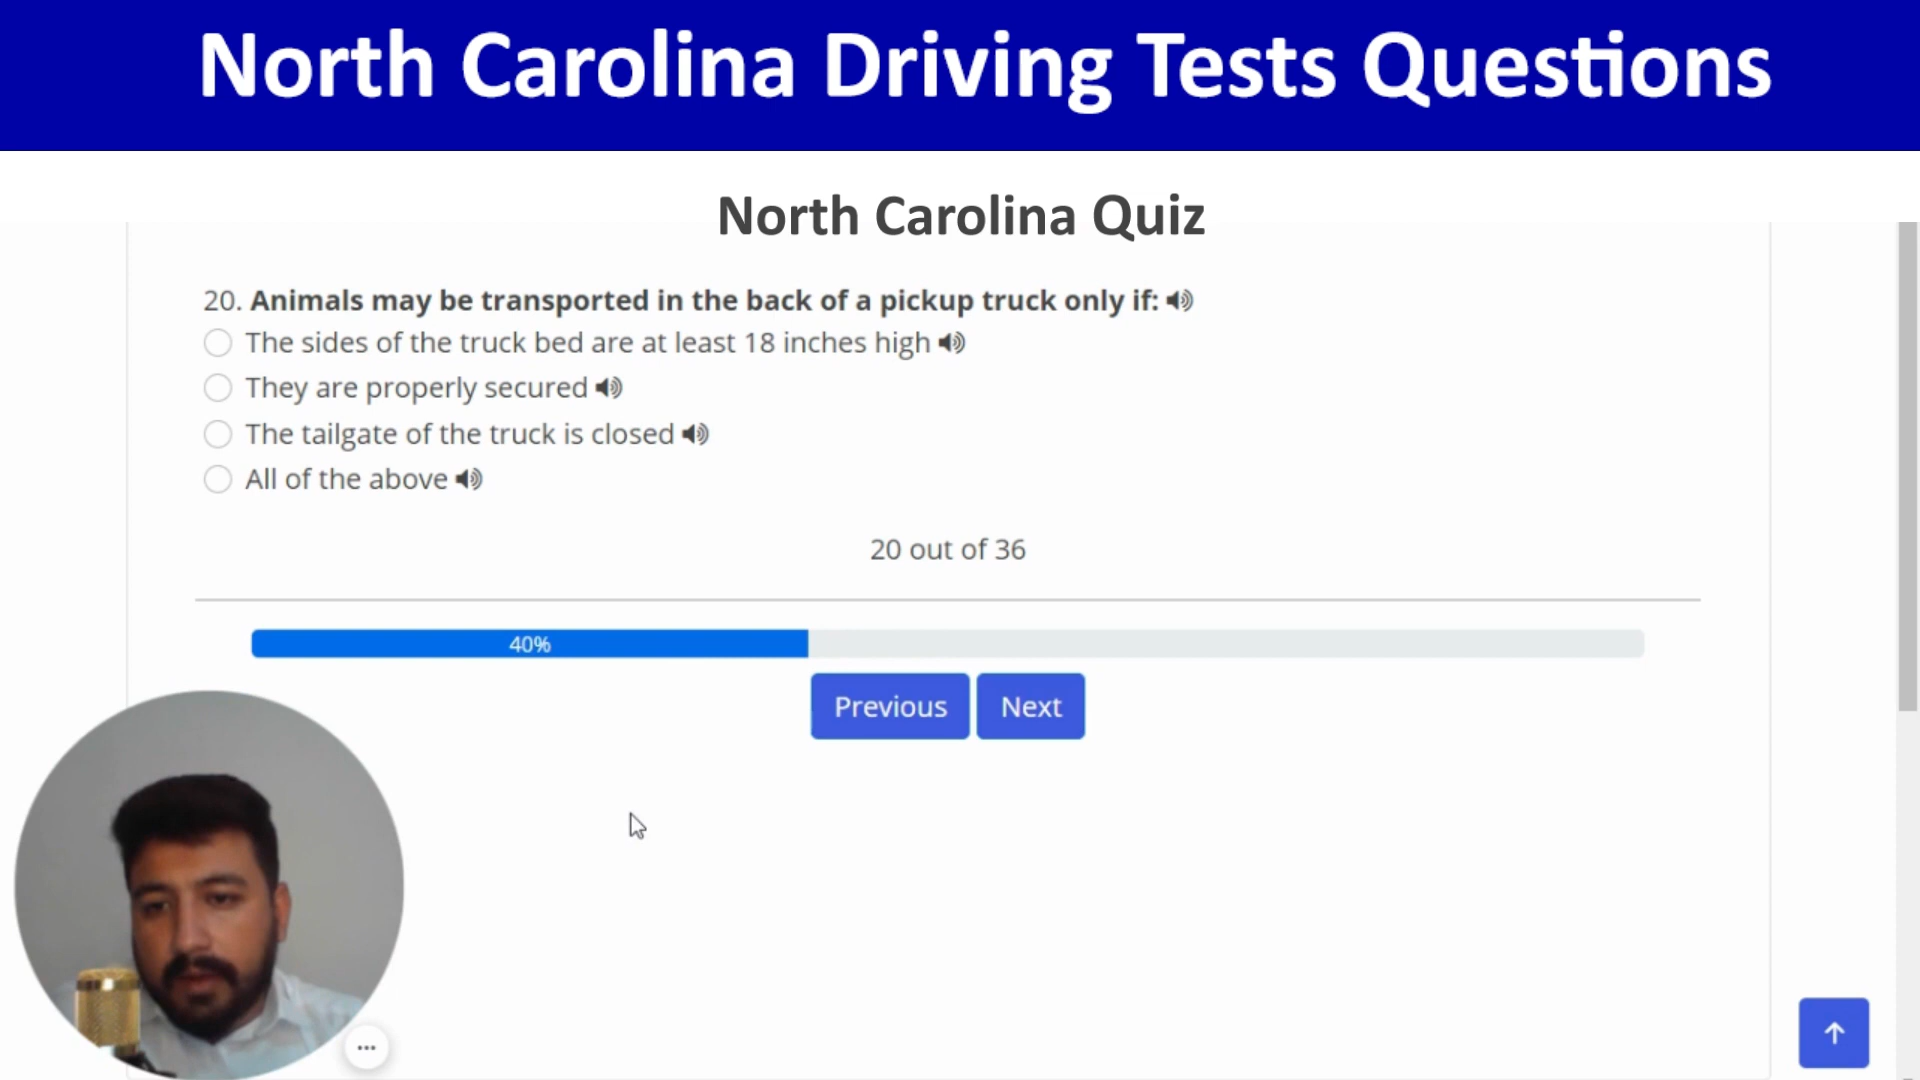 North Carolina Driving Tests Questions
North Carolina Quiz
20. Animals may be transported in the back of a pickup truck only if:
The sides of the truck bed are at least 18 inches high
They are properly secured
The tailgate of the truck is closed
All of the above
20 out of 36
40%
Previous Next